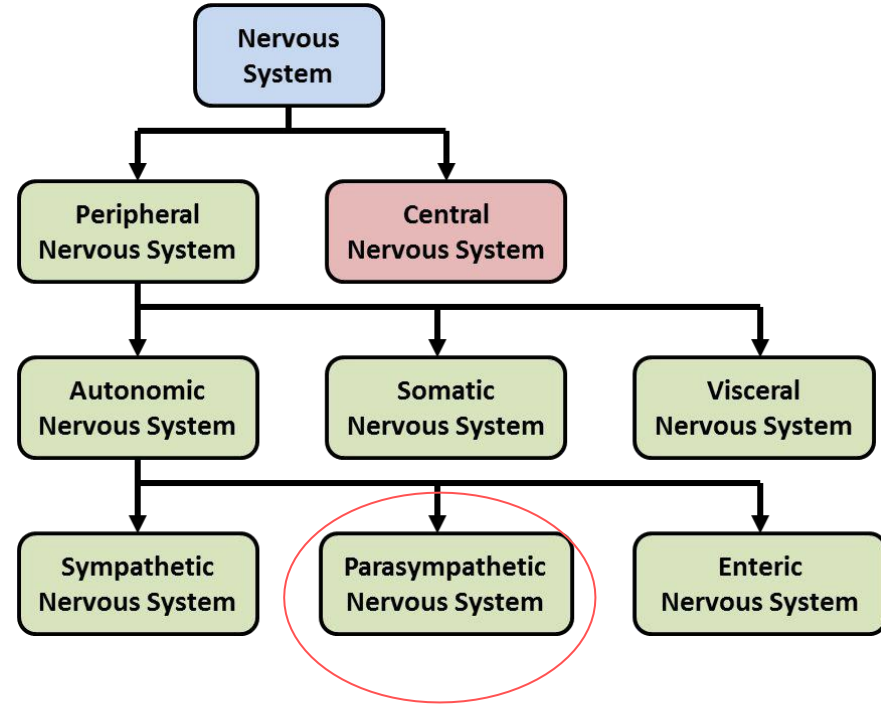 Nervous
System
Peripheral
Nervous System
Central
Nervous System
Autonomic
Nervous System
Somatic
Nervous System
Visceral
Nervous System
Sympathetic
Nervous System
Parasympathetic
Nervous System
Enteric
Nervous System